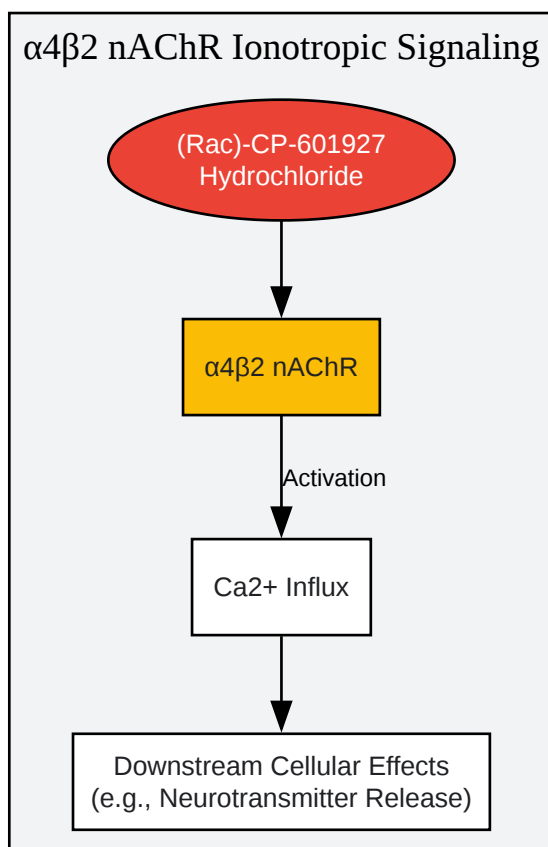 α4β2 nAChR Ionotropic Signaling
(Rac)-CP-601927
Hydrochloride
α4β2 nAChR
Activation
Ca2+ Influx
Downstream Cellular Effects
(e.g., Neurotransmitter Release)